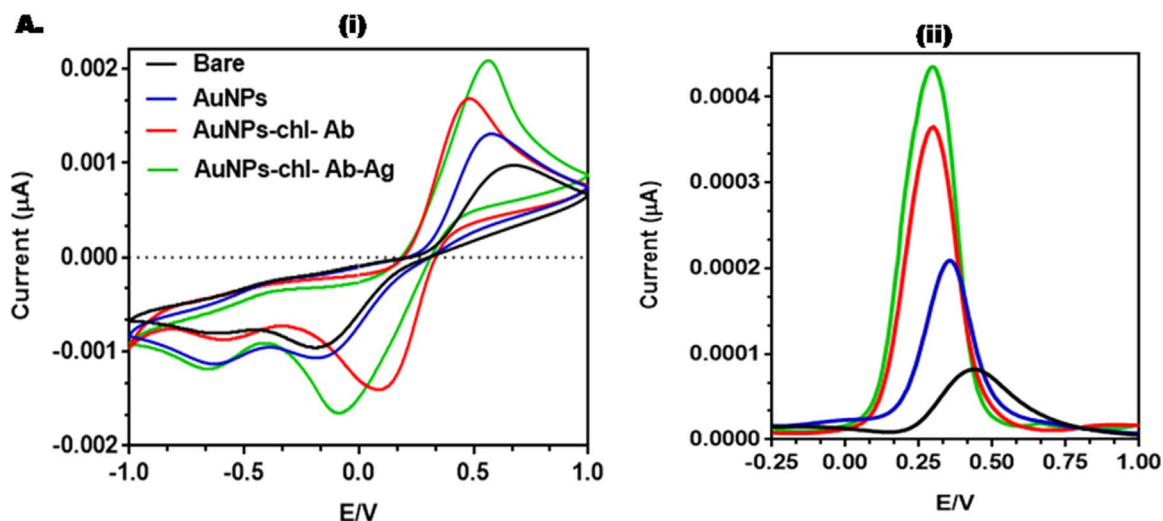 A.
(i)
0.002
0.001
0.000
-0.001
-0.002
Current (µA)
Bare
AuNPs
AuNPs-chl- Ab
AuNPs-chl- Ab-Ag
-1.0 -0.5 0.0 0.5 1.0
E/V
(ii)
0.0004
0.0003
0.0002
0.0001
0.0000
Current (µA)
-0.25 0.00 0.25 0.50 0.75 1.00
E/V